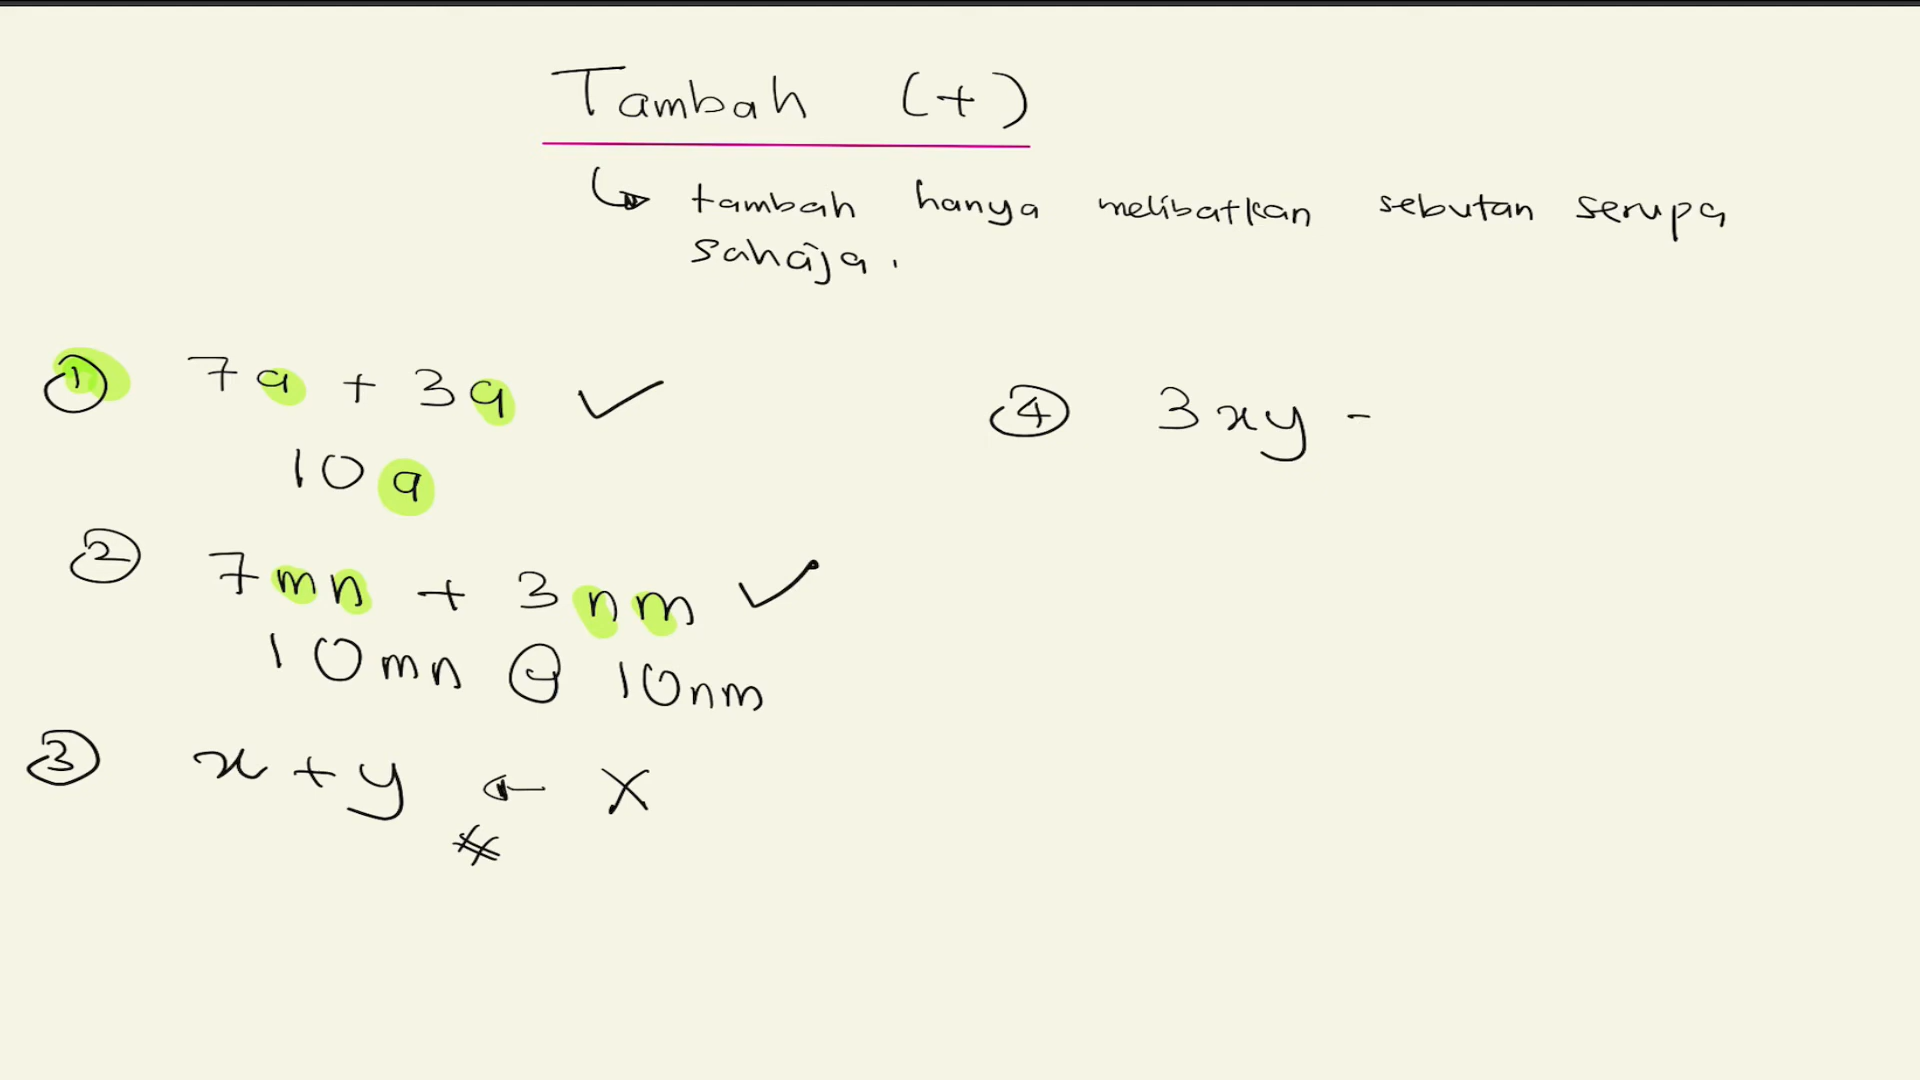 Tambah (+)
↳ tambah hanya melibatkan sebutan serupa
sahaja.
① 7a + 3a ✓
10a
② 7mn + 3nm ✓
10mn @ 10nm
③ x + y ← ✗
#
④ 3xy -